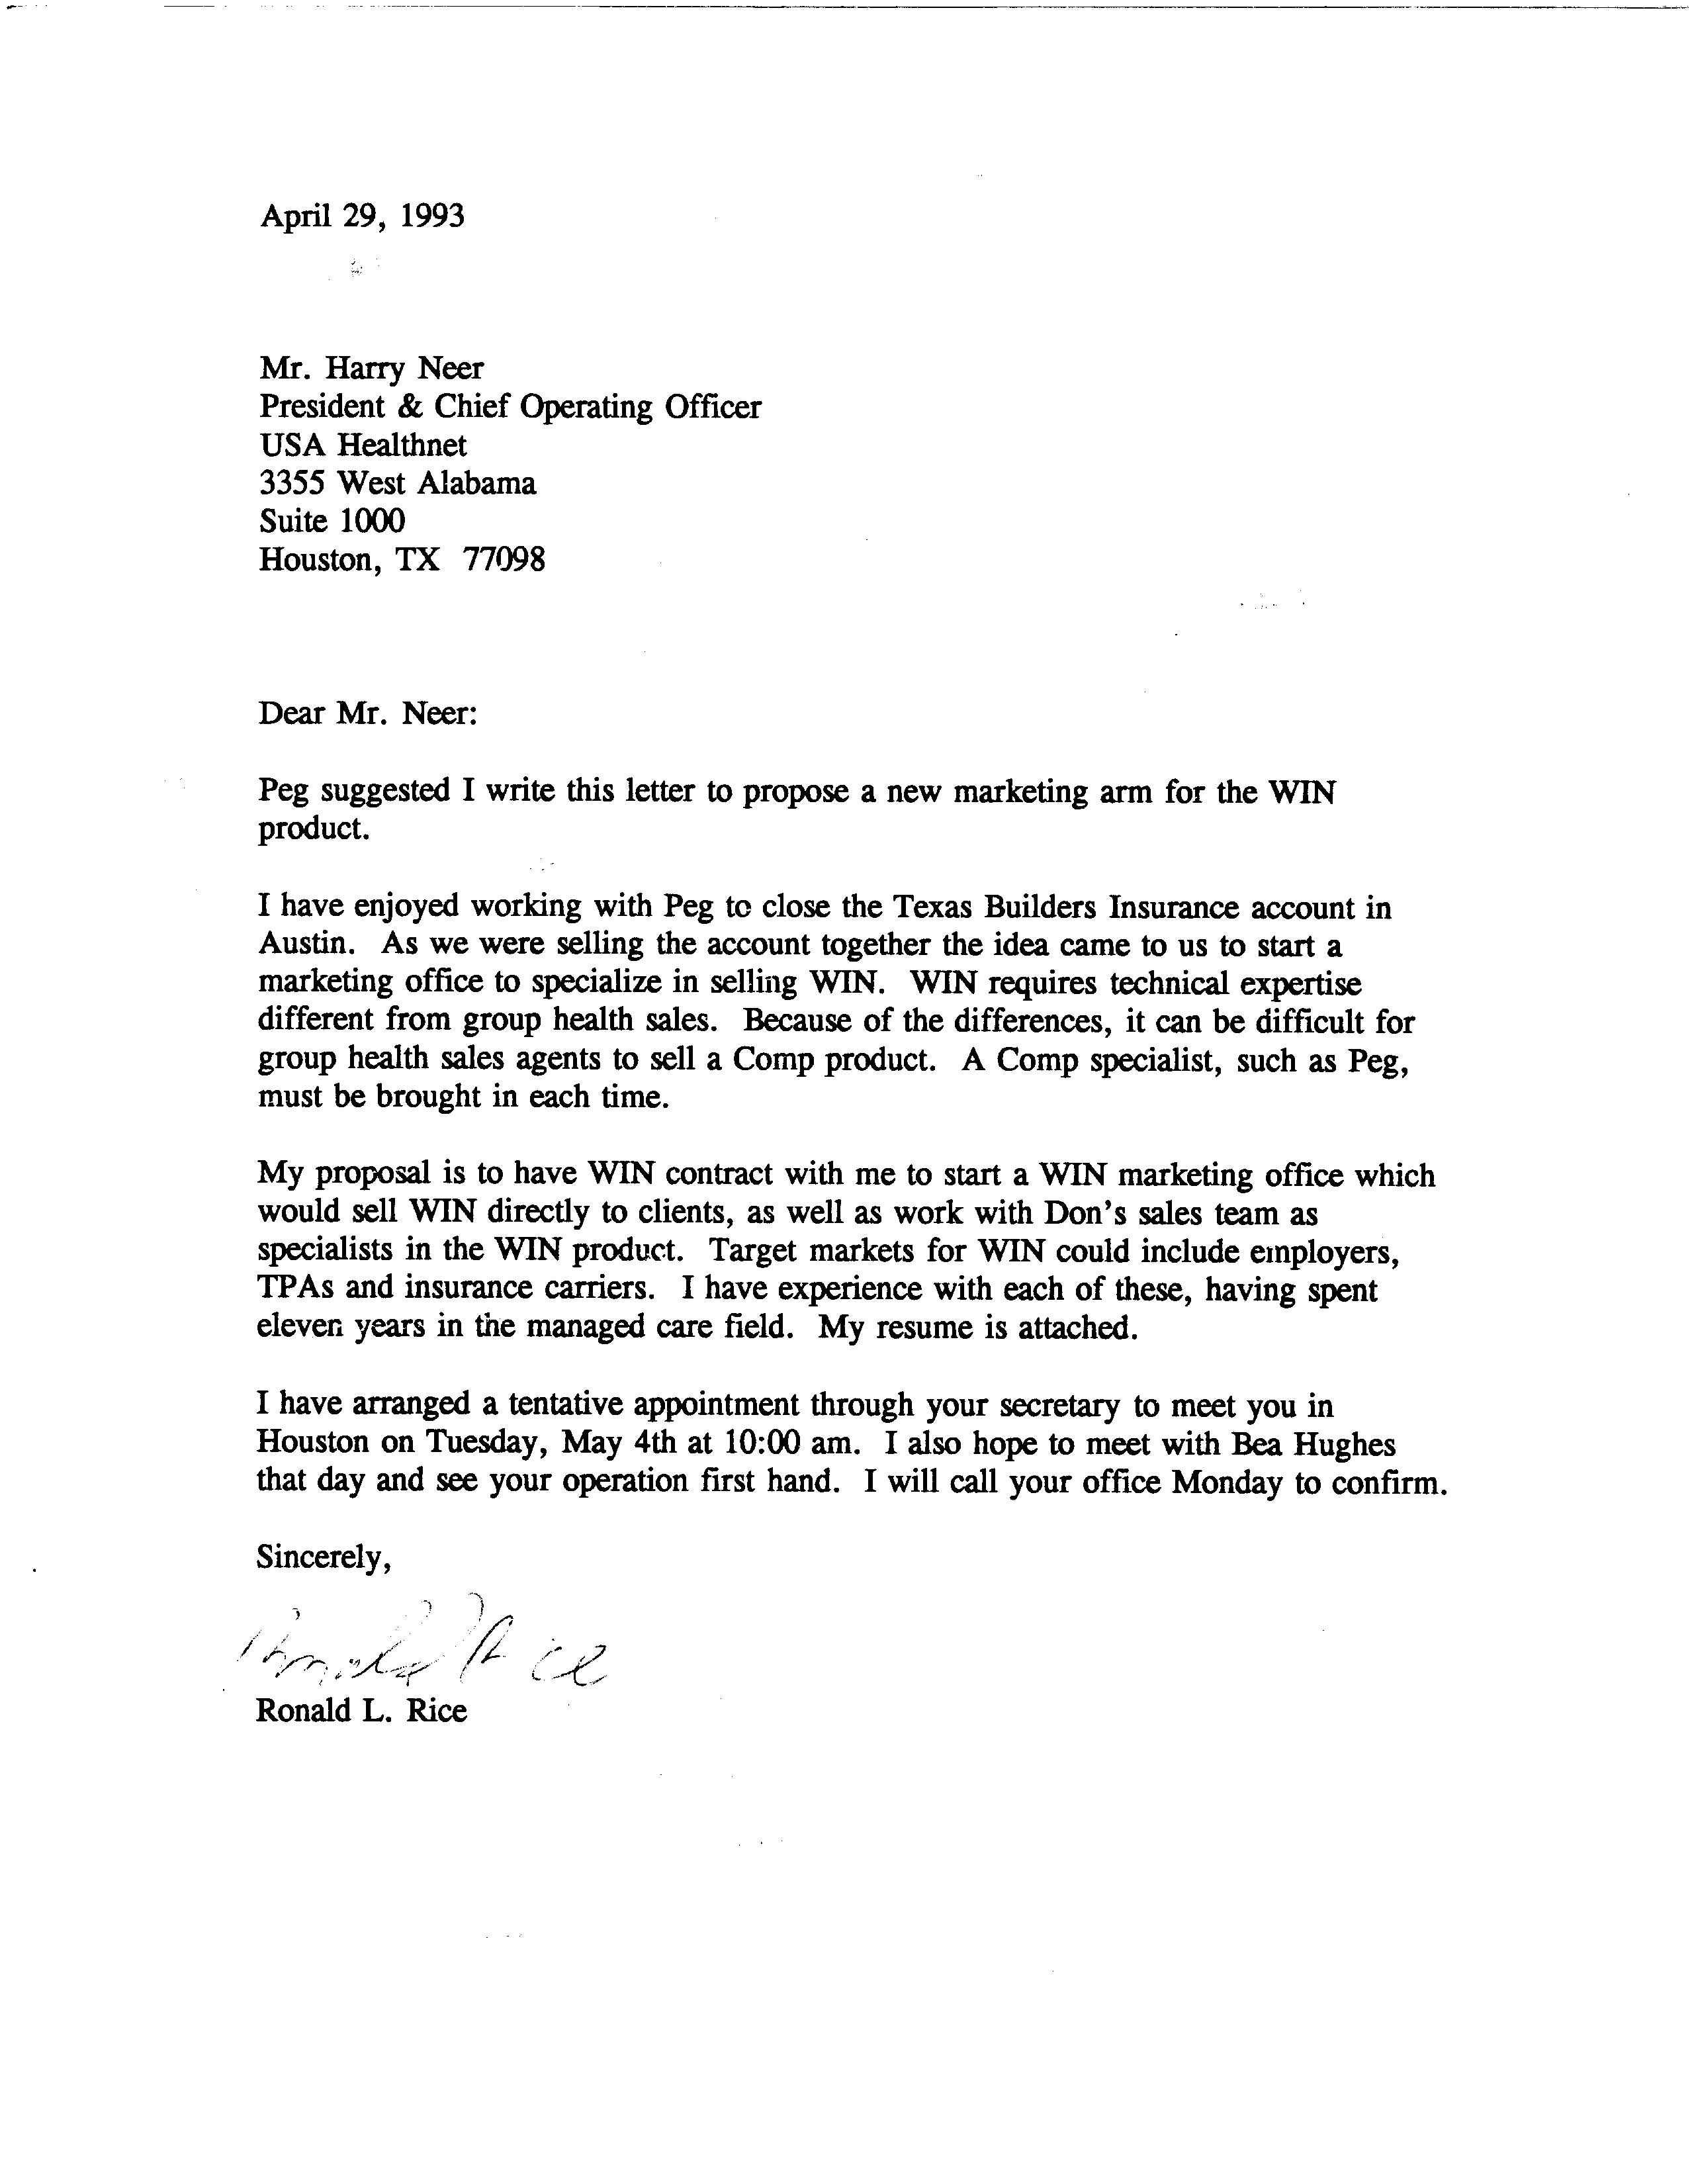 April 29, 1993
Mr. Harry Neer
President & Chief Operating Officer
USA Healthnet
3355 West Alabama
Suite 1000
Houston, TX 77098
Dear Mr. Neer:
Peg suggested I write this letter to propose a new marketing arm for the WIN
product.
I have enjoyed working with Peg to close the Texas Builders Insurance account in
Austin. As we were selling the account together the idea came to us to start a
marketing office to specialize in selling WIN. WIN requires technical expertise
different from group health sales. Because of the differences, it can be difficult for
group health sales agents to sell a Comp product. A Comp specialist, such as Peg,
must be brought in each time.
My proposal is to have WIN contract with me to start a WIN marketing office which
would sell WIN directly to clients, as well as work with Don's sales team as
specialists in the WIN product. Target markets for WIN could include employers,
TPAs and insurance carriers. I have experience with each of these, having spent
eleven years in the managed care field. My resume is attached.
I have arranged a tentative appointment through your secretary to meet you in
Houston on Tuesday, May 4th at 10:00 am. I also hope to meet with Bea Hughes
that day and see your operation first hand. I will call your office Monday to confirm.
Sincerely,
Ronald Rice
Ronald L. Rice